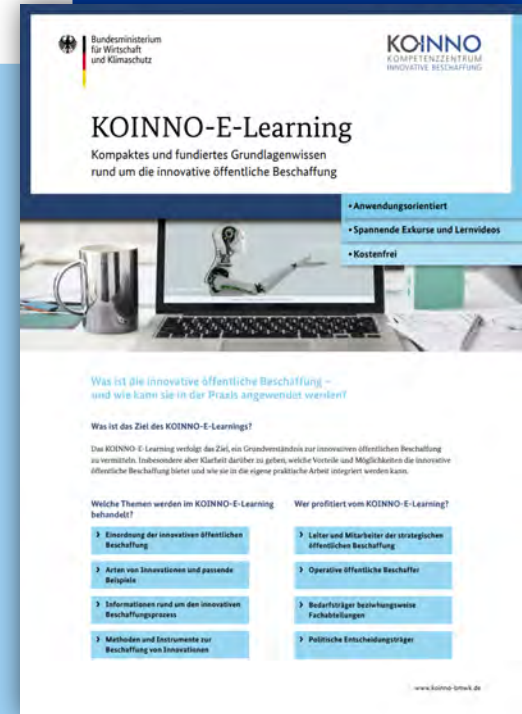 Bundesministerium
für Wirtschaft
und Klimaschutz
KOINNO
KOMPETENZZENTRUM
INNOVATIVE BESCHAFFUNG
KOINNO-E-Learning
Kompaktes und fundiertes Grundlagenwissen
rund um die innovative öffentliche Beschaffung
• Anwendungsorientiert
• Spannende Exkurse und Lernvideos
• Kostenfrei
Was ist die innovative öffentliche Beschaffung –
und wie kann sie in der Praxis angewendet werden?
Was ist das Ziel des KOINNO-E-Learnings?
Das KOINNO-E-Learning verfolgt das Ziel, ein Grundverständnis zur innovativen öffentlichen Beschaffung
zu vermitteln. Insbesondere aber Klarheit darüber zu geben, welche Vorteile und Möglichkeiten die innovative
öffentliche Beschaffung bietet und wie sie in die eigene praktische Arbeit integriert werden kann.
Welche Themen werden im KOINNO-E-Learning
behandelt?
› Einordnung der innovativen öffentlichen
Beschaffung
› Arten von Innovationen und passende
Beispiele
› Informationen rund um den innovativen
Beschaffungsprozess
› Methoden und Instrumente zur
Beschaffung von Innovationen
Wer profitiert vom KOINNO-E-Learning?
› Leiter und Mitarbeiter der strategischen
öffentlichen Beschaffung
› Operative öffentliche Beschaffer
› Bedarfsträger beziehungsweise
Fachabteilungen
› Politische Entscheidungsträger
www.koinno-bmwk.de